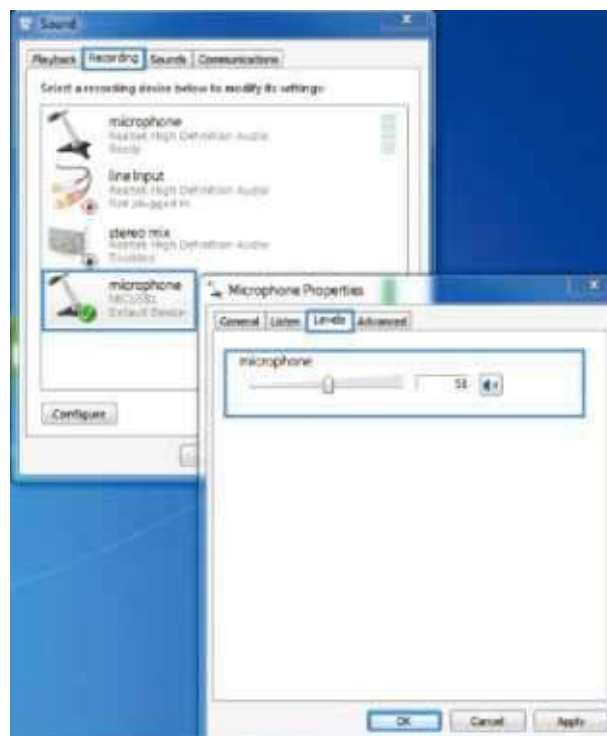 Sound
Playback Recording Sounds Communications
Select a recording device below to modify its settings:
microphone
Realtek High Definition Audio
Ready
line Input
Realtek High Definition Audio
Not plugged in
stereo mix
Realtek High Definition Audio
Disabled
microphone
Default Device
Configure
Microphone Properties
General Listen Levels Advanced
microphone
OK Cancel Apply